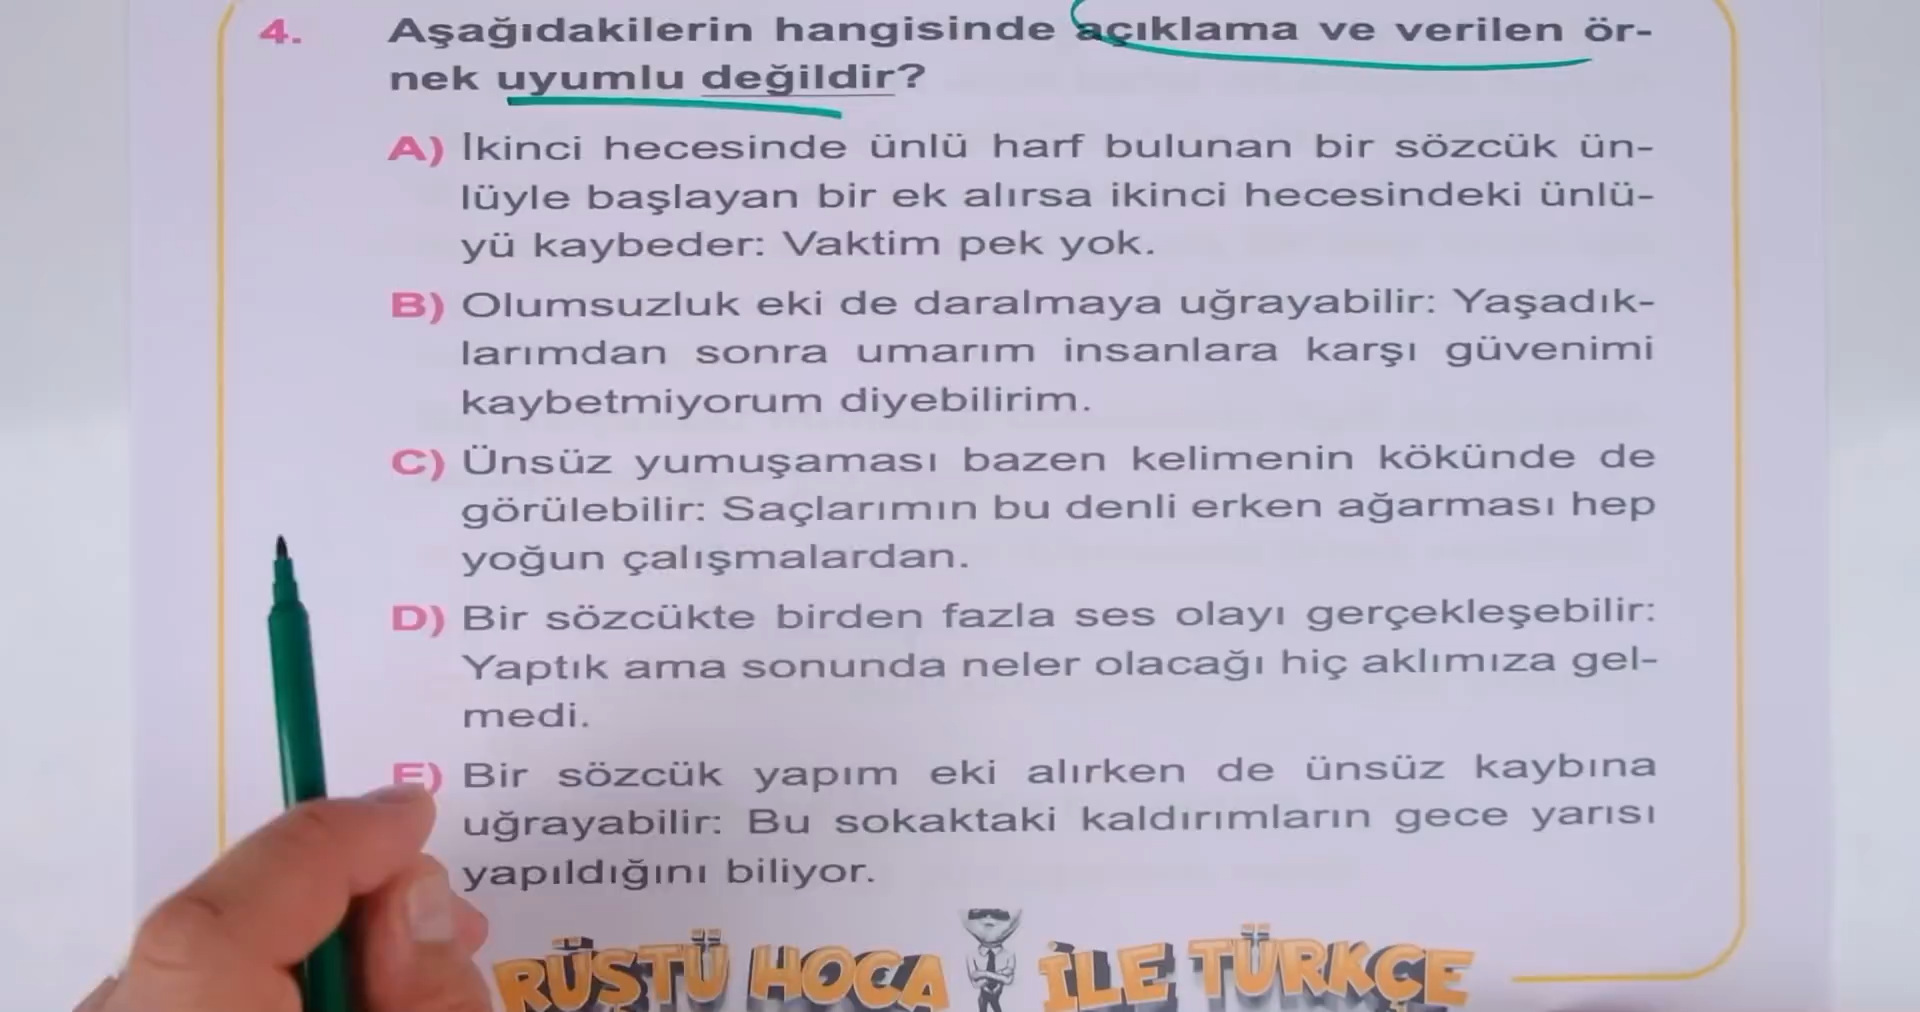 4. Aşağıdakilerin hangisinde açıklama ve verilen ör-
nek uyumlu değildir?
A) İkinci hecesinde ünlü harf bulunan bir sözcük ün-
lüyle başlayan bir ek alırsa ikinci hecesindeki ünlü-
yü kaybeder: Vaktim pek yok.
B) Olumsuzluk eki de daralmaya uğrayabilir: Yaşadık-
larımdan sonra umarım insanlara karşı güvenimi
kaybetmiyorum diyebilirim.
C) Ünsüz yumuşaması bazen kelimenin kökünde de
görülebilir: Saçlarımın bu denli erken ağarması hep
yoğun çalışmalardan.
D) Bir sözcükte birden fazla ses olayı gerçekleşebilir:
Yaptık ama sonunda neler olacağı hiç aklımıza gel-
medi.
E) Bir sözcük yapım eki alırken de ünsüz kaybına
uğrayabilir: Bu sokaktaki kaldırımların gece yarısı
yapıldığını biliyor.
RÜŞTÜ HOCA İLE TÜRKÇE